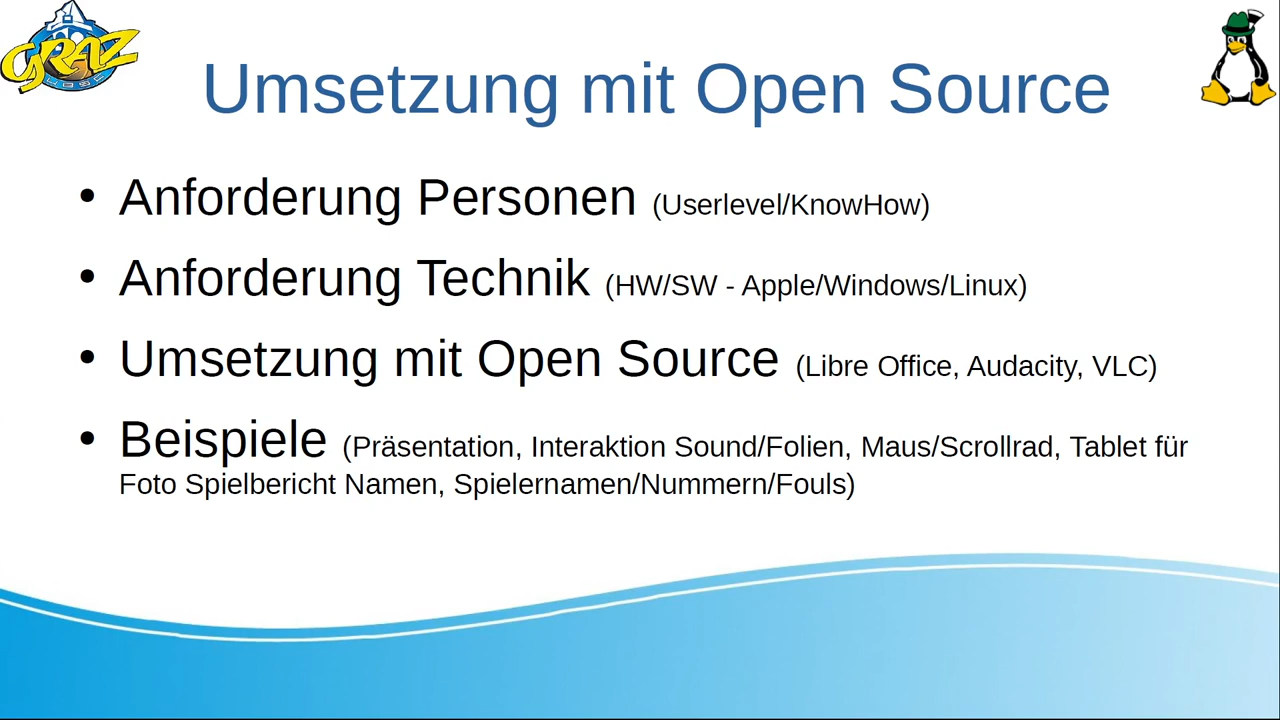 GRAZ
Umsetzung mit Open Source
• Anforderung Personen (Userlevel/KnowHow)
• Anforderung Technik (HW/SW - Apple/Windows/Linux)
• Umsetzung mit Open Source (Libre Office, Audacity, VLC)
• Beispiele (Präsentation, Interaktion Sound/Folien, Maus/Scrollrad, Tablet für
Foto Spielbericht Namen, Spielernamen/Nummern/Fouls)